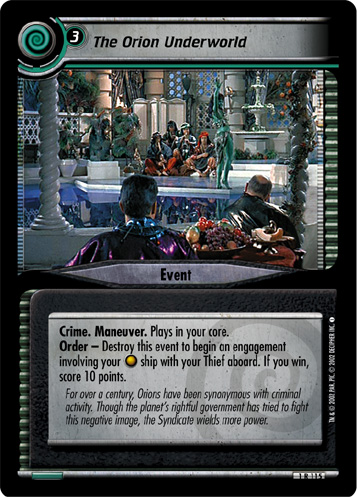 3
The Orion Underworld
Event
Crime. Maneuver. Plays in your core.
Order – Destroy this event to begin an engagement
involving your ship with your Thief aboard. If you win,
score 10 points.
For over a century, Orions have been synonymous with criminal
activity. Though the planet's rightful government has tried to fight
this negative image, the Syndicate wields more power.
TM & © 2002 PAR. PIC. © 2002 DECIPHER INC.
1 R 115